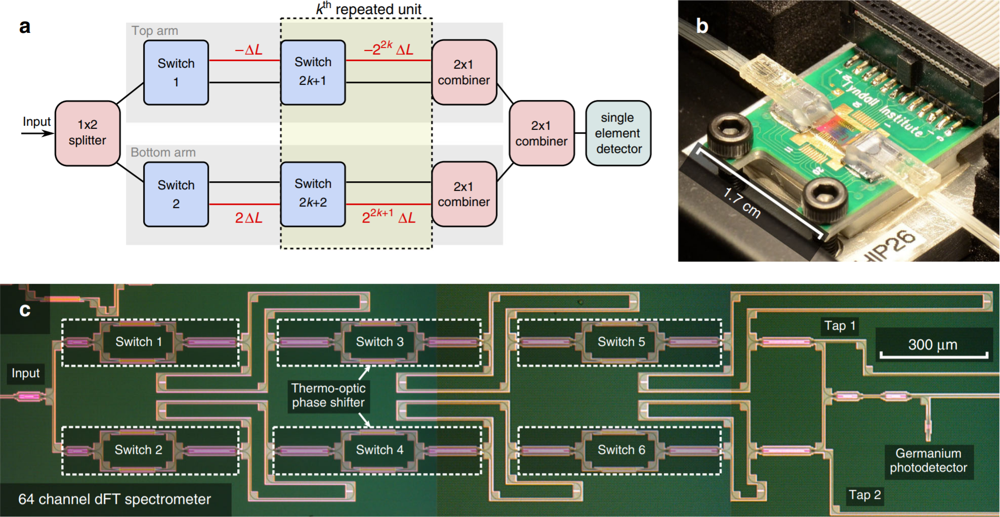 a
kth repeated unit
Top arm
Switch
1
−ΔL
Switch
2k+1
−2^2k ΔL
2x1
combiner
Input
1x2
splitter
2x1
combiner
single
element
detector
Bottom arm
Switch
2
2ΔL
Switch
2k+2
2^2k+1 ΔL
2x1
combiner
b
Tyndall Institute
1.7 cm
HIP26
c
Switch 1
Switch 3
Switch 5
Tap 1
300 μm
Input
Thermo-optic
phase shifter
Switch 2
Switch 4
Switch 6
Germanium
photodetector
Tap 2
64 channel dFT spectrometer